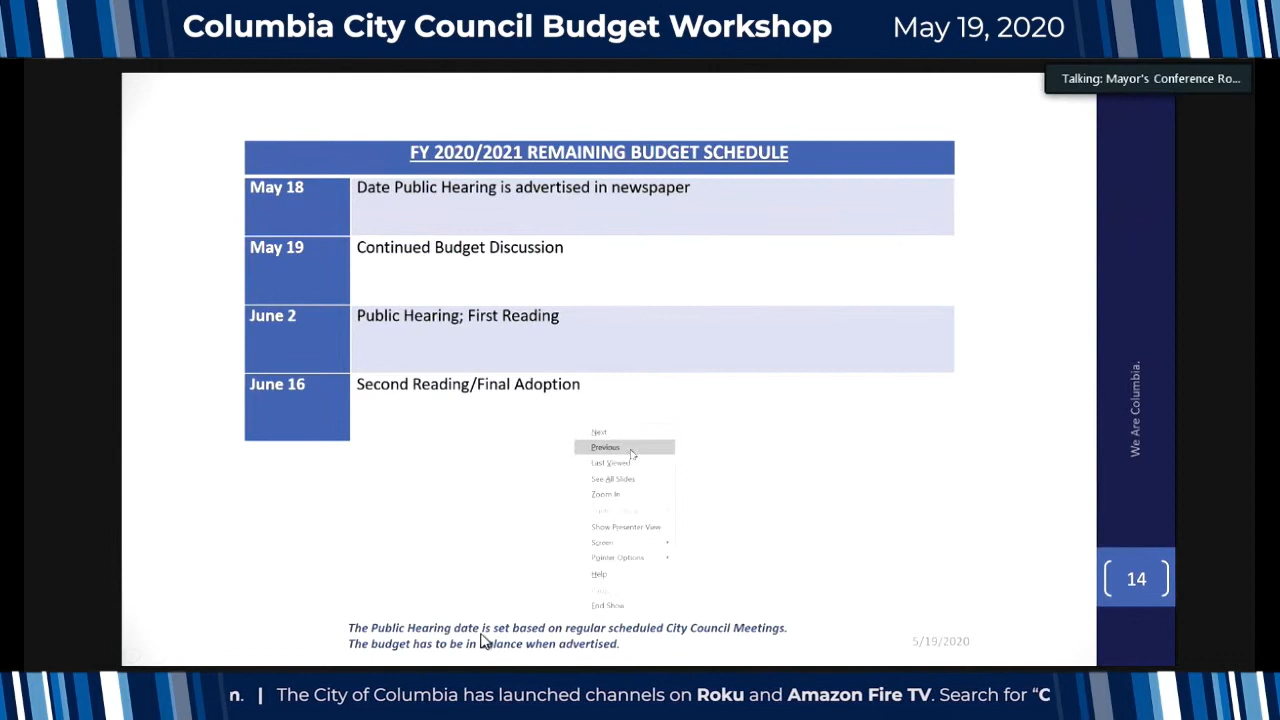 Columbia City Council Budget Workshop May 19, 2020
Talking: Mayor's Conference Ro...
FY 2020/2021 REMAINING BUDGET SCHEDULE
May 18 Date Public Hearing is advertised in newspaper
May 19 Continued Budget Discussion
June 2 Public Hearing; First Reading
June 16 Second Reading/Final Adoption
Next
Previous
Last Viewed
See All Slides
Zoom In
Show Presenter View
Screen
Pointer Options
Help
End Show
We Are Columbia.
14
The Public Hearing date is set based on regular scheduled City Council Meetings.
The budget has to be in balance when advertised.
5/19/2020
n. | The City of Columbia has launched channels on Roku and Amazon Fire TV. Search for “C